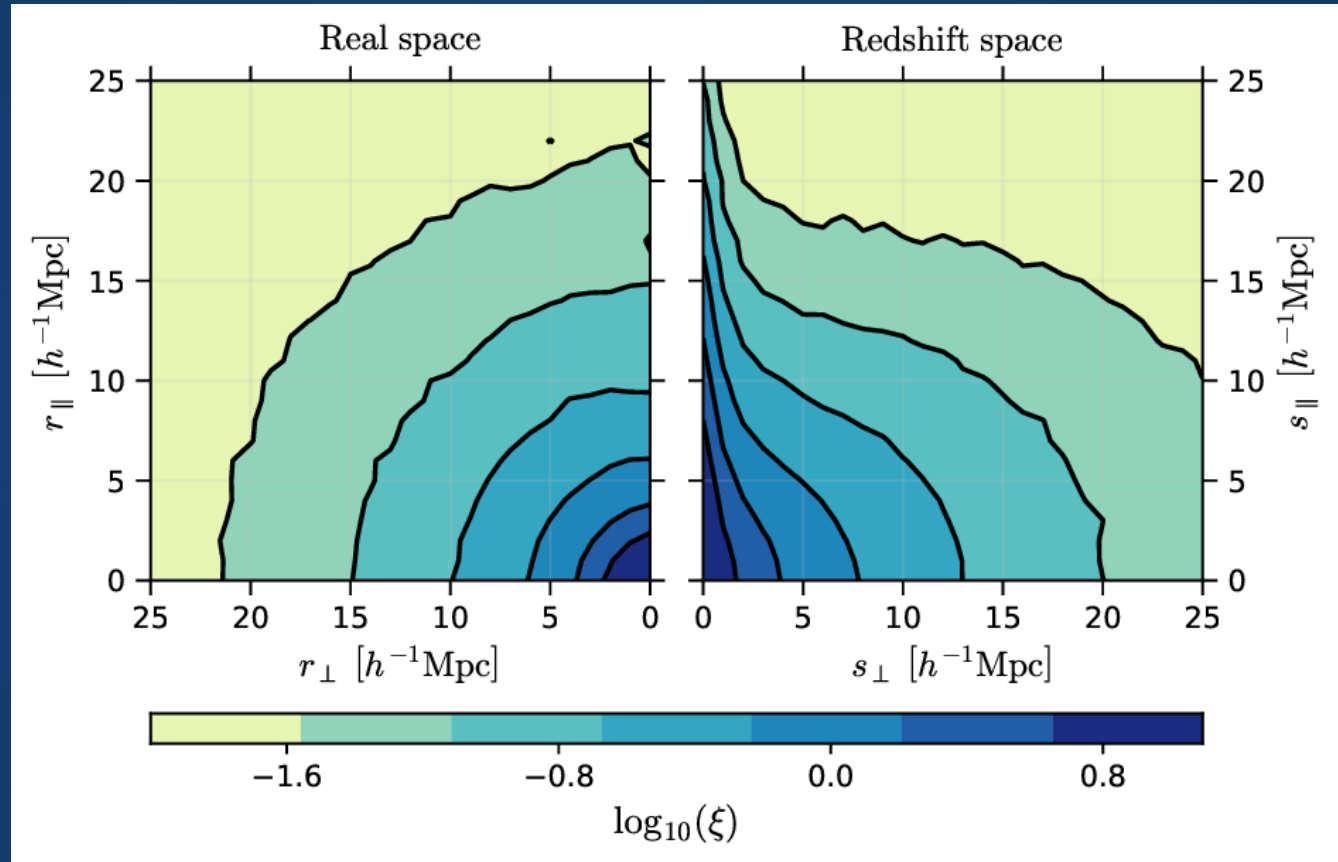 Real space
Redshift space
25
20
15
10
5
0
r∥ [h⁻¹Mpc]
25
20
15
10
5
0
s∥ [h⁻¹Mpc]
25 20 15 10 5 0
0 5 10 15 20 25
r⊥ [h⁻¹Mpc]
s⊥ [h⁻¹Mpc]
−1.6 −0.8 0.0 0.8
log₁₀(ξ)